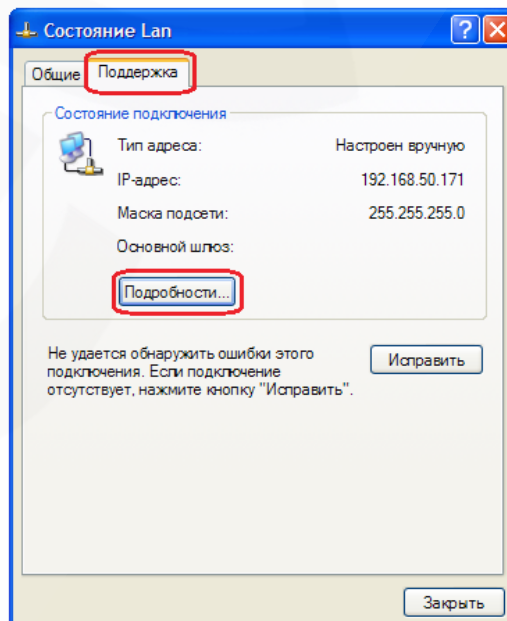 Состояние Lan
Общие Поддержка
Состояние подключения
Тип адреса: Настроен вручную
IP-адрес: 192.168.50.171
Маска подсети: 255.255.255.0
Основной шлюз:
Подробности...
Не удается обнаружить ошибки этого
подключения. Если подключение
отсутствует, нажмите кнопку "Исправить".
Исправить
Закрыть